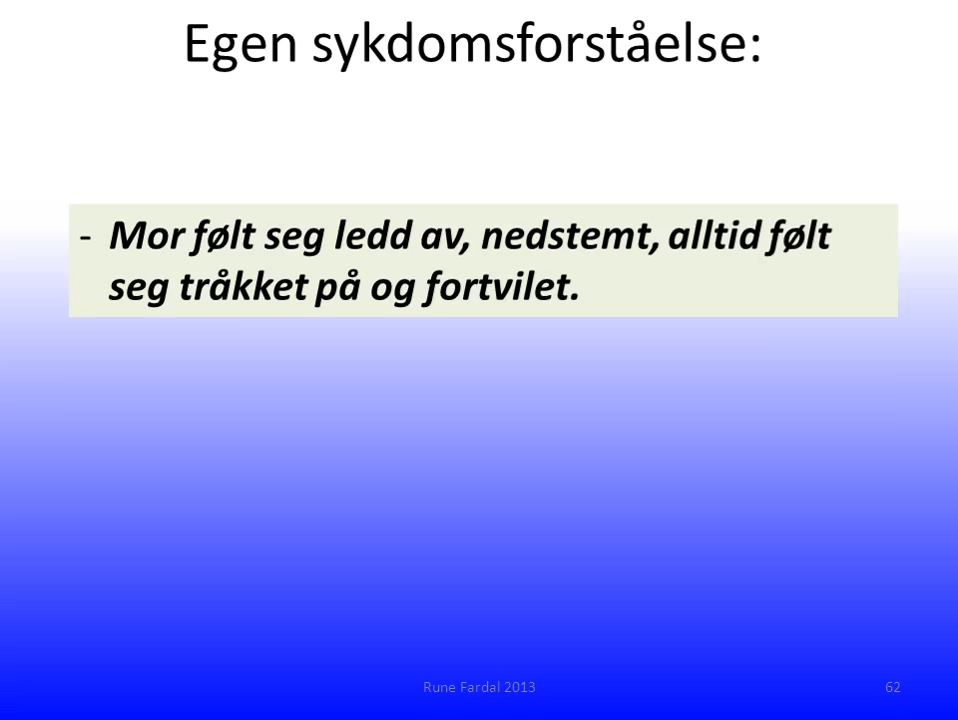 Egen sykdomsforståelse:
- Mor følt seg ledd av, nedstemt, alltid følt
seg tråkket på og fortvilet.
Rune Fardal 2013 62